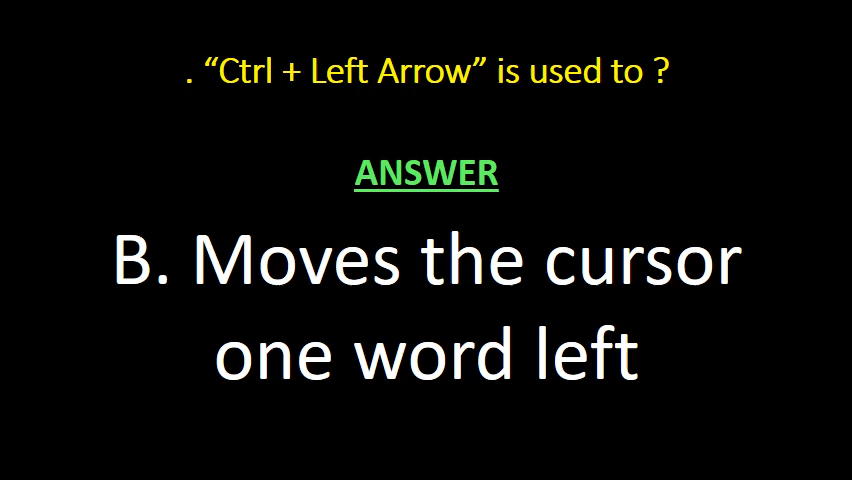 . “Ctrl + Left Arrow” is used to ?
ANSWER
B. Moves the cursor
one word left